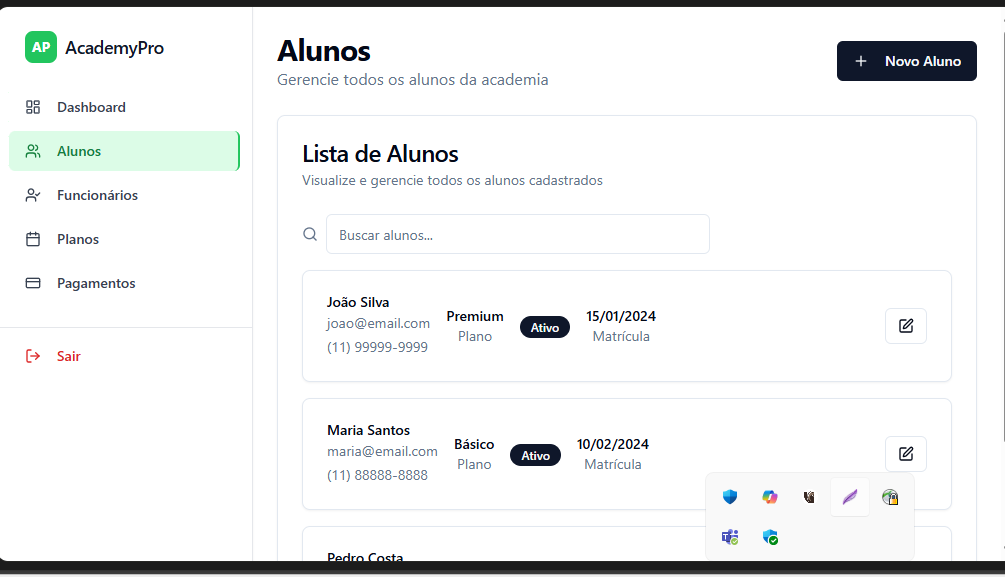 AP AcademyPro
Dashboard
Alunos
Funcionários
Planos
Pagamentos
Sair
Alunos
Gerencie todos os alunos da academia
Novo Aluno
Lista de Alunos
Visualize e gerencie todos os alunos cadastrados
Buscar alunos...
João Silva
joao@email.com
(11) 99999-9999
Premium
Plano
Ativo
15/01/2024
Matrícula
Maria Santos
maria@email.com
(11) 88888-8888
Básico
Plano
Ativo
10/02/2024
Matrícula
Pedro Costa